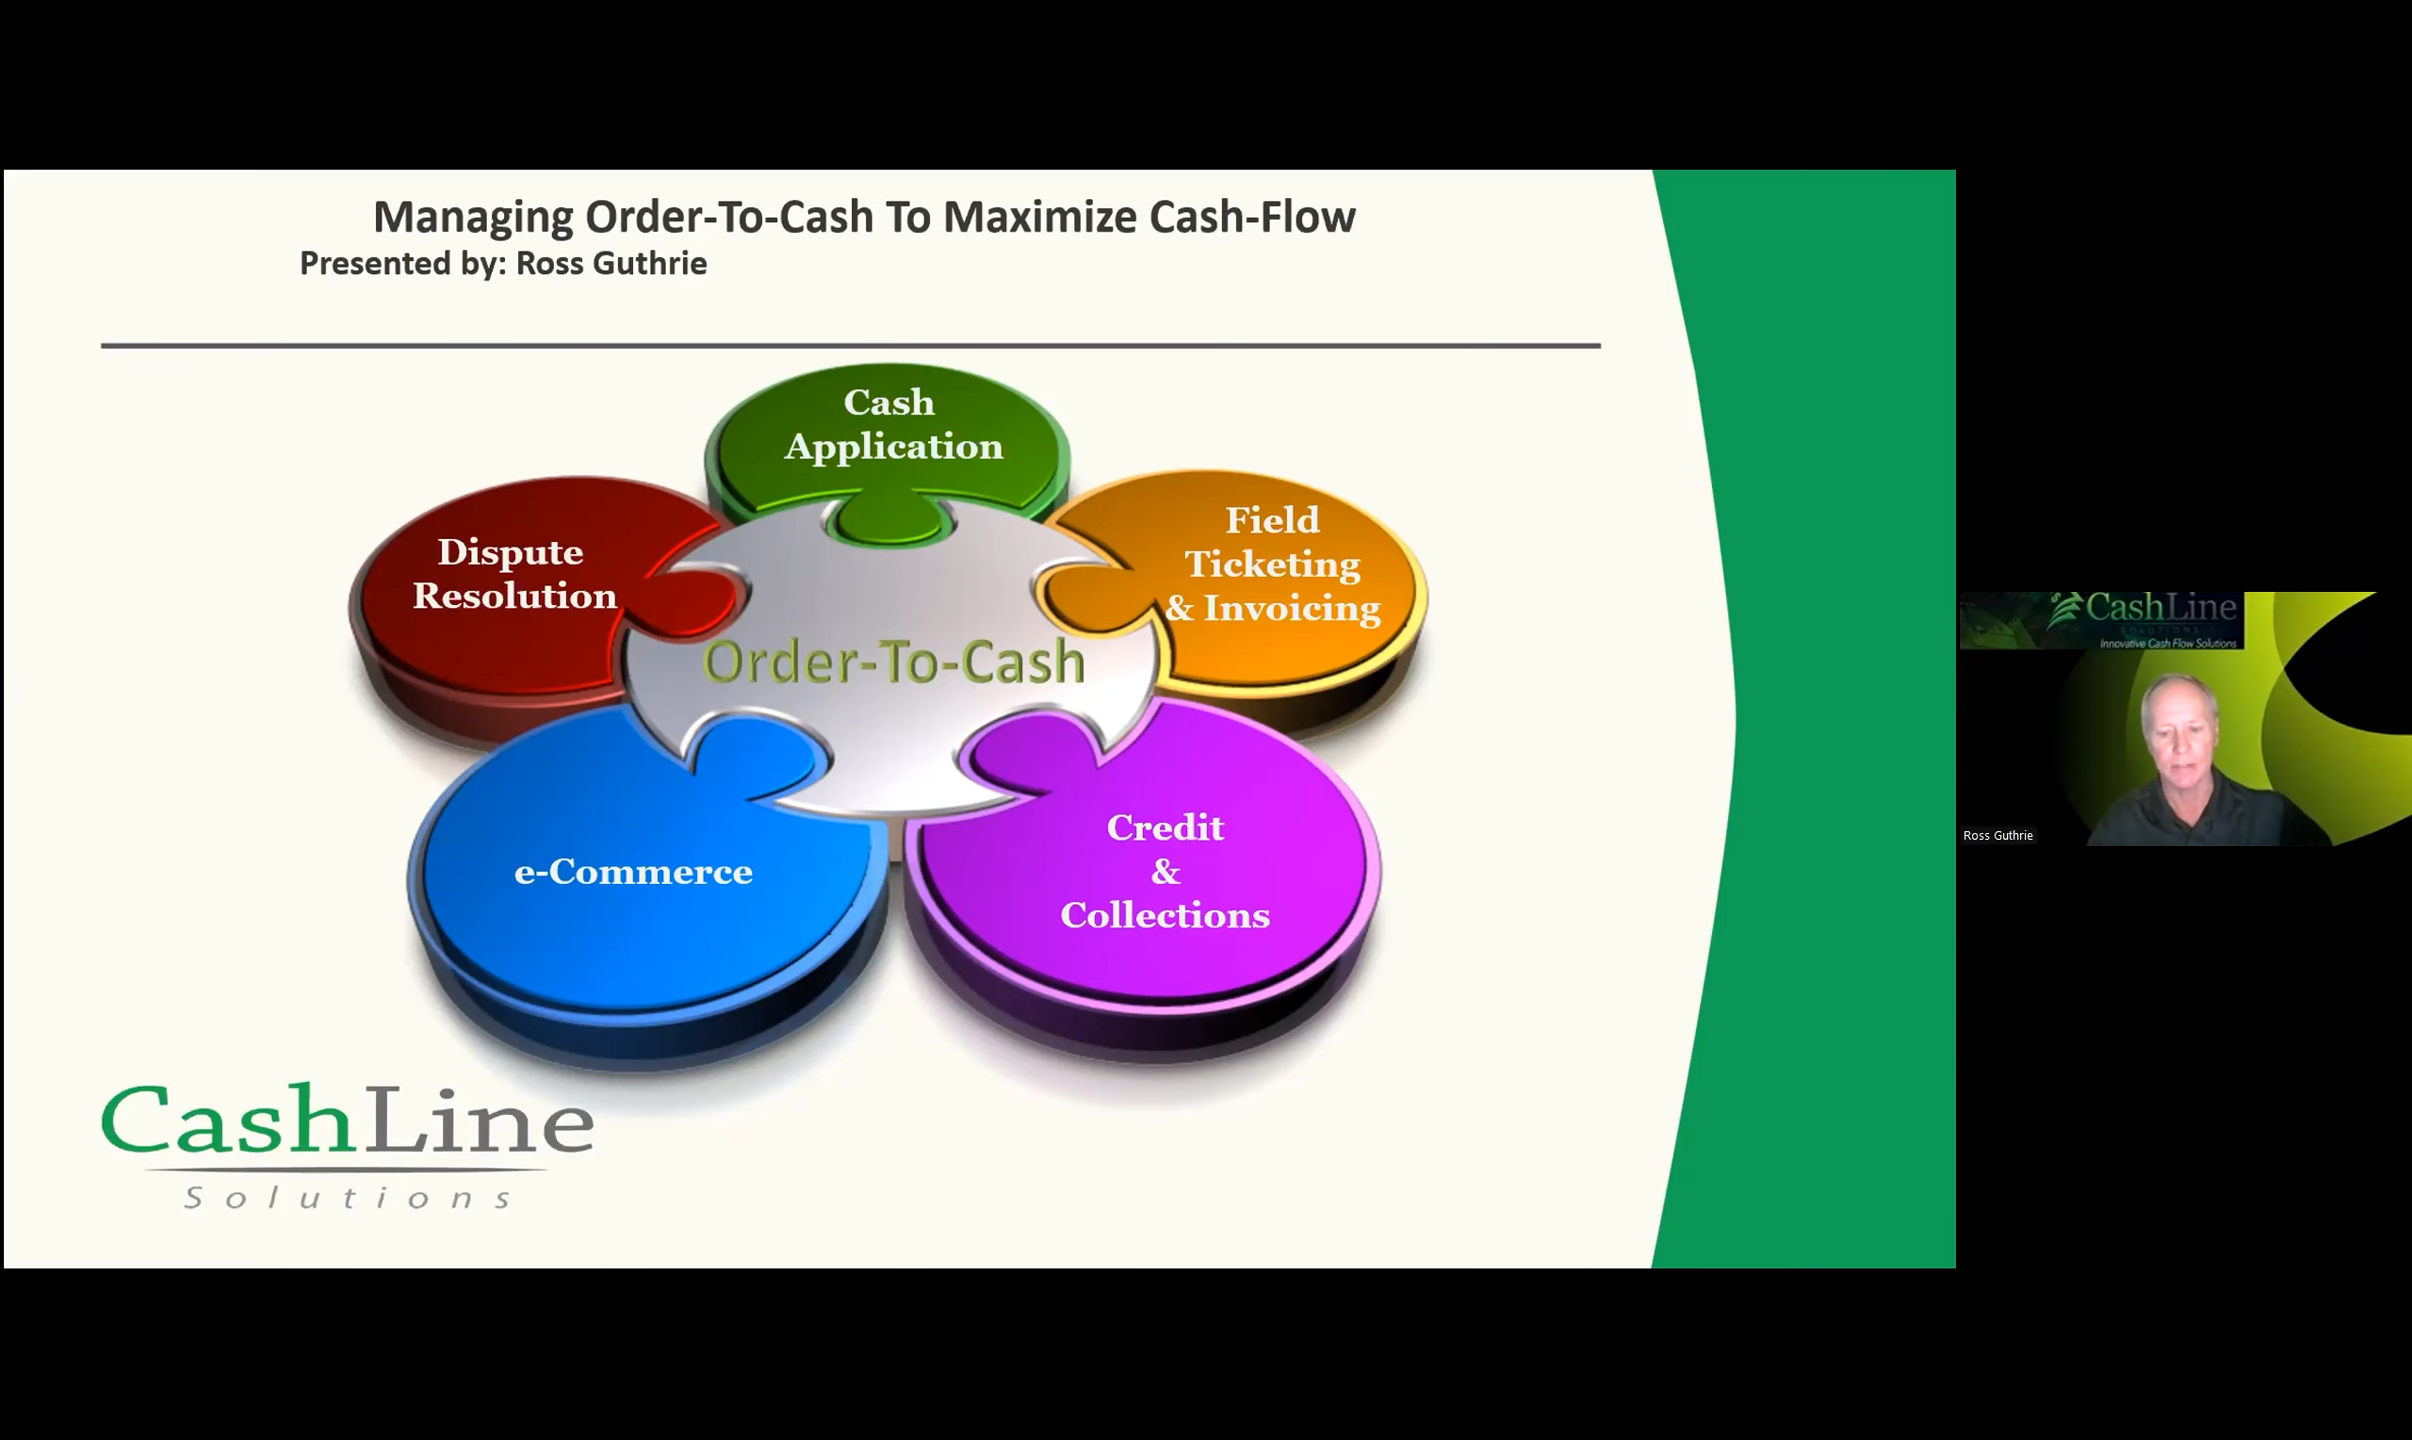 Managing Order-To-Cash To Maximize Cash-Flow
Presented by: Ross Guthrie
Cash
Application
Dispute
Resolution
Field
Ticketing
& Invoicing
Order-To-Cash
e-Commerce
Credit
&
Collections
CashLine
Solutions
CashLine
SOLUTIONS
Innovative Cash Flow Solutions
Ross Guthrie